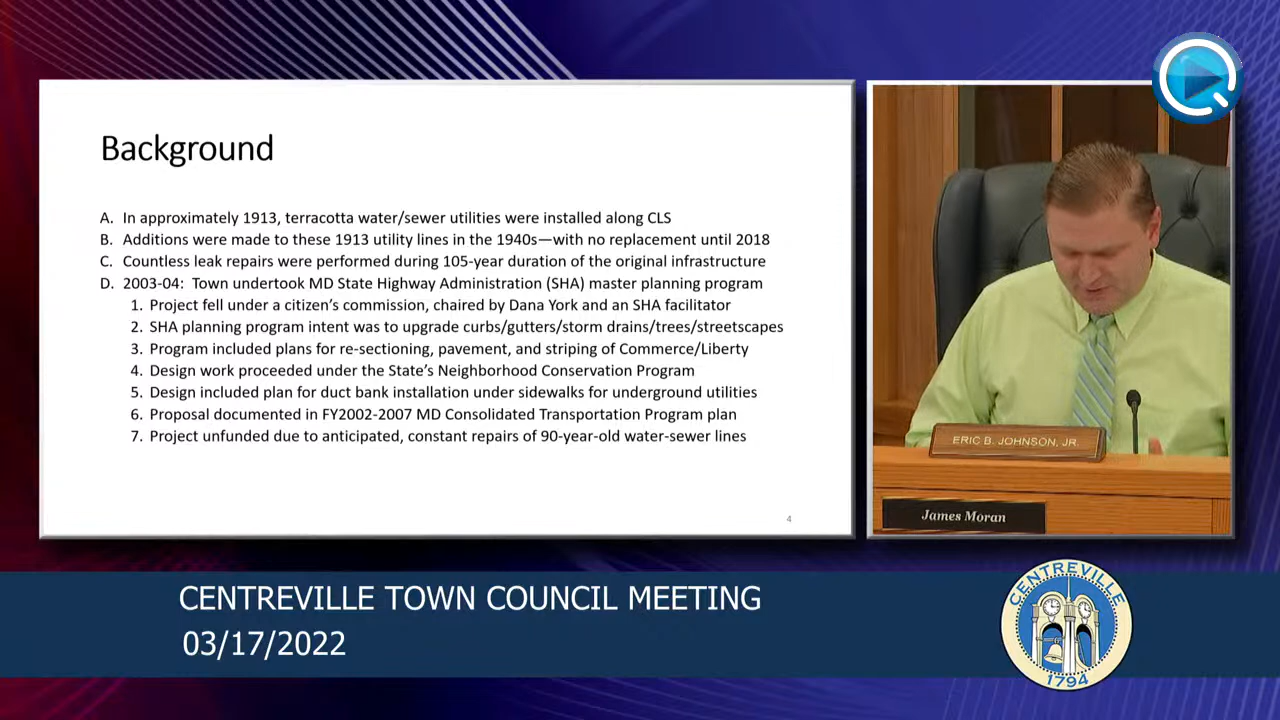 Background
A. In approximately 1913, terracotta water/sewer utilities were installed along CLS
B. Additions were made to these 1913 utility lines in the 1940s—with no replacement until 2018
C. Countless leak repairs were performed during 105-year duration of the original infrastructure
D. 2003-04: Town undertook MD State Highway Administration (SHA) master planning program
1. Project fell under a citizen's commission, chaired by Dana York and an SHA facilitator
2. SHA planning program intent was to upgrade curbs/gutters/storm drains/trees/streetscapes
3. Program included plans for re-sectioning, pavement, and striping of Commerce/Liberty
4. Design work proceeded under the State's Neighborhood Conservation Program
5. Design included plan for duct bank installation under sidewalks for underground utilities
6. Proposal documented in FY2002-2007 MD Consolidated Transportation Program plan
7. Project unfunded due to anticipated, constant repairs of 90-year-old water-sewer lines
4
ERIC B. JOHNSON, JR.
James Moran
CENTREVILLE TOWN COUNCIL MEETING
03/17/2022
CENTREVILLE
1794